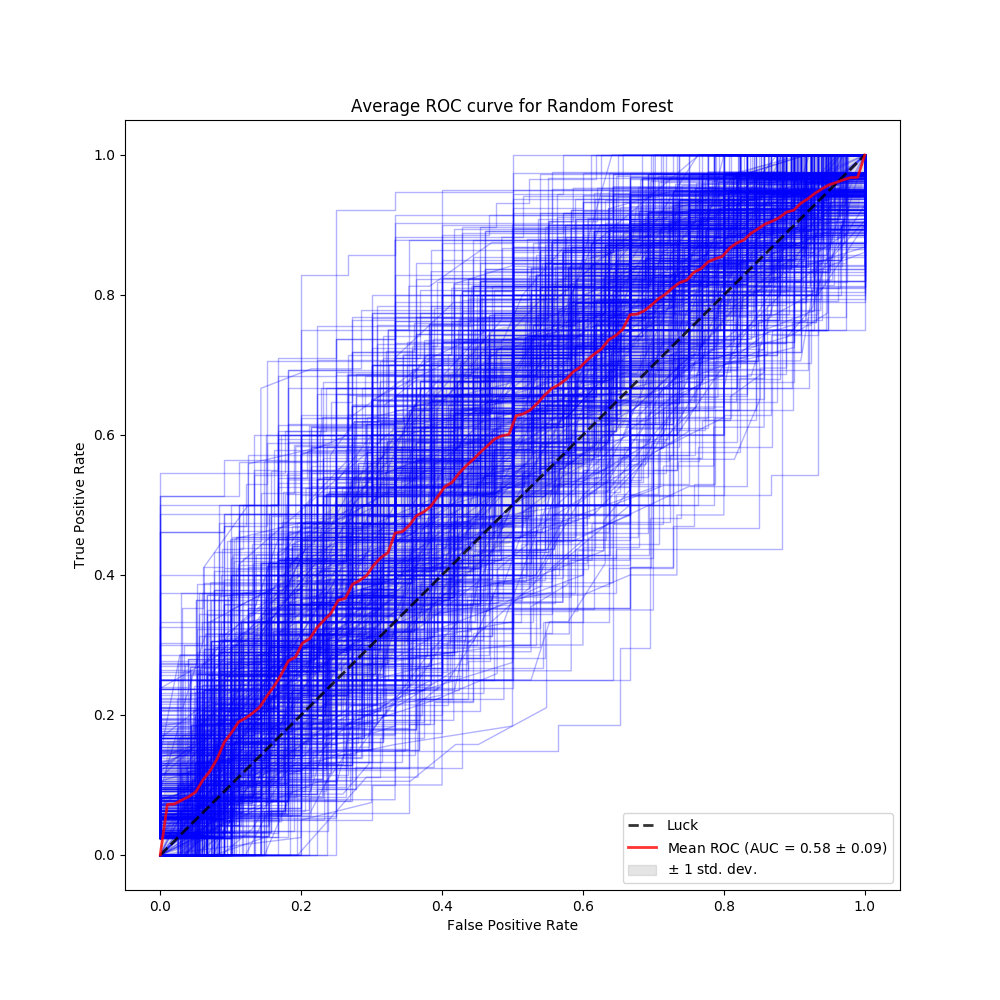 Average ROC curve for Random Forest
True Positive Rate
1.0
0.8
0.6
0.4
0.2
0.0
Luck
Mean ROC (AUC = 0.58 ± 0.09)
± 1 std. dev.
0.0 0.2 0.4 0.6 0.8 1.0
False Positive Rate